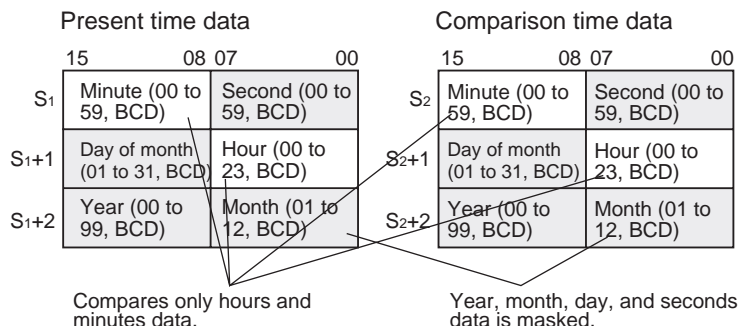 Present time data
Comparison time data
15 08 07 00
15 08 07 00
S1
Minute (00 to
59, BCD)
Second (00 to
59, BCD)
S1+1
Day of month
(01 to 31, BCD)
Hour (00 to
23, BCD)
S1+2
Year (00 to
99, BCD)
Month (01 to
12, BCD)
S2
Minute (00 to
59, BCD)
Second (00 to
59, BCD)
S2+1
Day of month
(01 to 31, BCD)
Hour (00 to
23, BCD)
S2+2
Year (00 to
99, BCD)
Month (01 to
12, BCD)
Compares only hours and
minutes data.
Year, month, day, and seconds
data is masked.